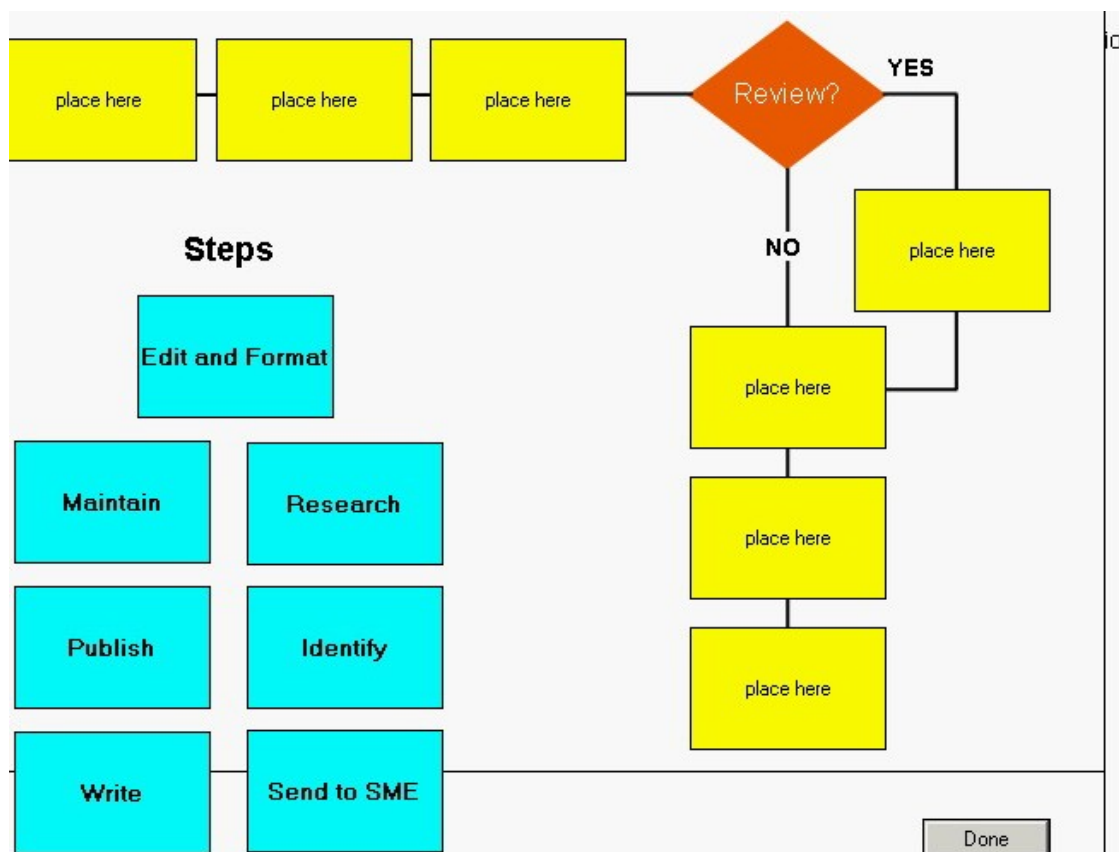 place here
place here
place here
Review?
YES
NO
place here
place here
place here
place here
Steps
Edit and Format
Maintain
Research
Publish
Identify
Write
Send to SME
Done